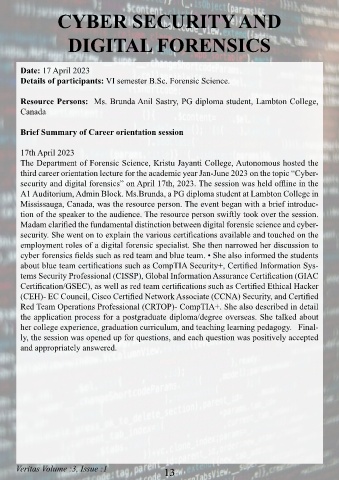 CYBER SECURITY AND
DIGITAL FORENSICS
Date: 17 April 2023
Details of participants: VI semester B.Sc. Forensic Science.
Resource Persons: Ms. Brunda Anil Sastry, PG diploma student, Lambton College,
Canada
Brief Summary of Career orientation session
17th April 2023
The Department of Forensic Science, Kristu Jayanti College, Autonomous hosted the
third career orientation lecture for the academic year Jan-June 2023 on the topic “Cyber-
security and digital forensics” on April 17th, 2023. The session was held offline in the
A1 Auditorium, Admin Block. Ms.Brunda, a PG diploma student at Lambton College in
Mississauga, Canada, was the resource person. The event began with a brief introduc-
tion of the speaker to the audience. The resource person swiftly took over the session.
Madam clarified the fundamental distinction between digital forensic science and cyber-
security. She went on to explain the various certifications available and touched on the
employment roles of a digital forensic specialist. She then narrowed her discussion to
cyber forensics fields such as red team and blue team. • She also informed the students
about blue team certifications such as CompTIA Security+, Certified Information Sys-
tems Security Professional (CISSP), Global Information Assurance Certification (GIAC
Certification/GSEC), as well as red team certifications such as Certified Ethical Hacker
(CEH)- EC Council, Cisco Certified Network Associate (CCNA) Security, and Certified
Red Team Operations Professional (CRTOP)- CompTIA+. She also described in detail
the application process for a postgraduate diploma/degree overseas. She talked about
her college experience, graduation curriculum, and teaching learning pedagogy. Final-
ly, the session was opened up for questions, and each question was positively accepted
and appropriately answered.
Veritas Volume :3, Issue :1
13